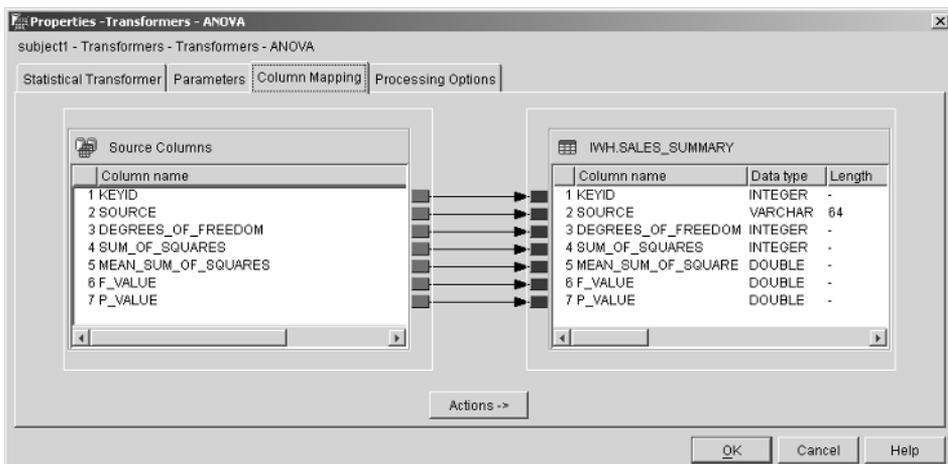 Properties -Transformers - ANOVA
subject1 - Transformers - Transformers - ANOVA
Statistical Transformer Parameters Column Mapping Processing Options
Source Columns
Column name
1 KEYID
2 SOURCE
3 DEGREES_OF_FREEDOM
4 SUM_OF_SQUARES
5 MEAN_SUM_OF_SQUARES
6 F_VALUE
7 P_VALUE
IWH.SALES_SUMMARY
Column name Data type Length
1 KEYID INTEGER -
2 SOURCE VARCHAR 64
3 DEGREES_OF_FREEDOM INTEGER -
4 SUM_OF_SQUARES INTEGER -
5 MEAN_SUM_OF_SQUARE DOUBLE -
6 F_VALUE DOUBLE -
7 P_VALUE DOUBLE -
Actions ->
OK Cancel Help